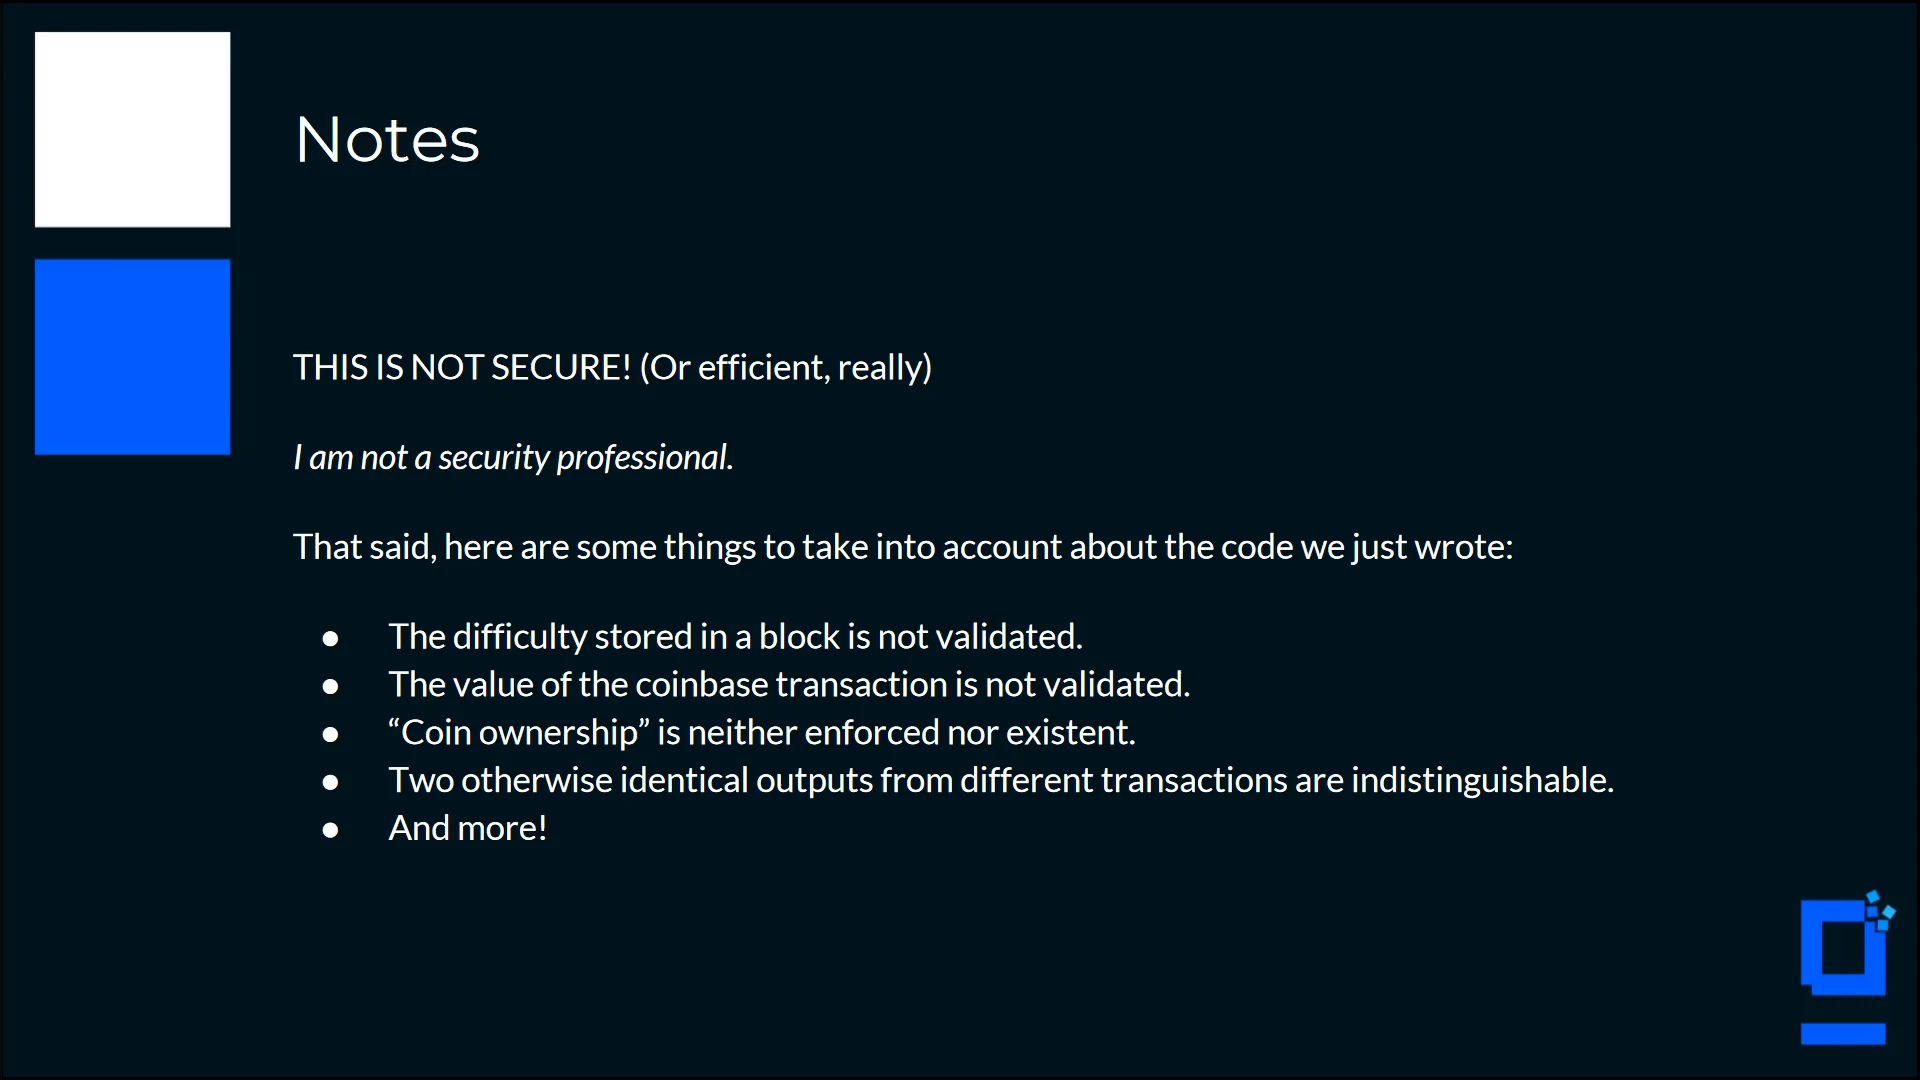 Notes
THIS IS NOT SECURE! (Or efficient, really)
I am not a security professional.
That said, here are some things to take into account about the code we just wrote:
● The difficulty stored in a block is not validated.
● The value of the coinbase transaction is not validated.
● “Coin ownership” is neither enforced nor existent.
● Two otherwise identical outputs from different transactions are indistinguishable.
● And more!